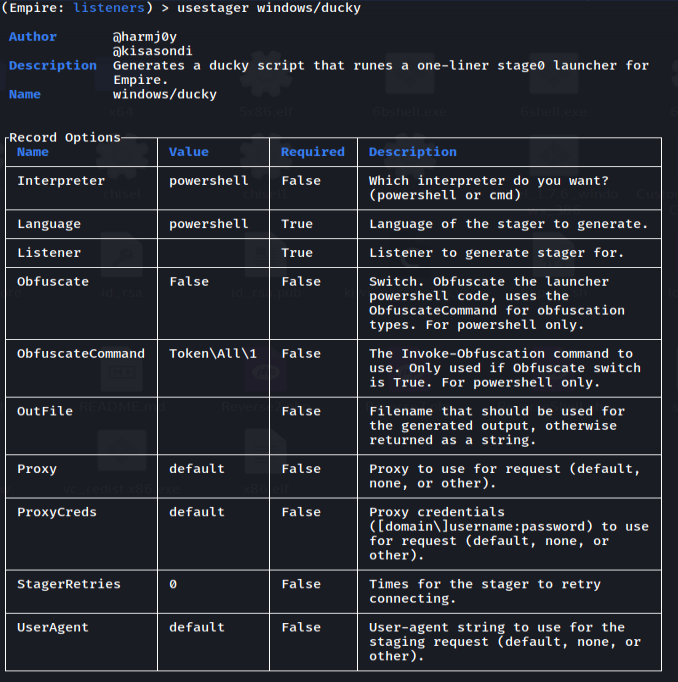 (Empire: listeners) > usestager windows/ducky
Author @harmj0y
@kisasondi
Description Generates a ducky script that runes a one-liner stage0 launcher for
Empire.
Name windows/ducky
Record Options
Name Value Required Description
Interpreter powershell False Which interpreter do you want?
(powershell or cmd)
Language powershell True Language of the stager to generate.
Listener True Listener to generate stager for.
Obfuscate False False Switch. Obfuscate the launcher
powershell code, uses the
ObfuscateCommand for obfuscation
types. For powershell only.
ObfuscateCommand Token\All\1 False The Invoke-Obfuscation command to
use. Only used if Obfuscate switch
is True. For powershell only.
OutFile False Filename that should be used for
the generated output, otherwise
returned as a string.
Proxy default False Proxy to use for request (default,
none, or other).
ProxyCreds default False Proxy credentials
([domain\]username:password) to use
for request (default, none, or
other).
StagerRetries 0 False Times for the stager to retry
connecting.
UserAgent default False User-agent string to use for the
staging request (default, none, or
other).